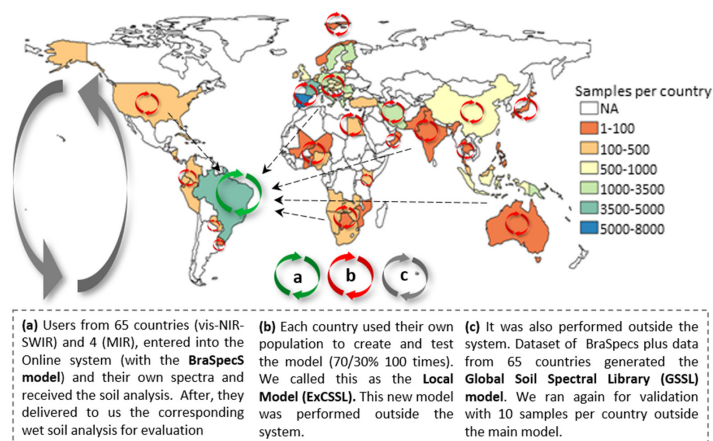 Samples per country
NA
1-100
100-500
500-1000
1000-3500
3500-5000
5000-8000
a
b
c
(a) Users from 65 countries (vis-NIR-
SWIR) and 4 (MIR), entered into the
Online system (with the BraSpecS
model) and their own spectra and
received the soil analysis. After, they
delivered to us the corresponding
wet soil analysis for evaluation
(b) Each country used their own
population to create and test
the model (70/30% 100 times).
We called this as the Local
Model (ExCSSL). This new model
was performed outside the
system.
(c) It was also performed outside the
system. Dataset of BraSpecs plus data
from 65 countries generated the
Global Soil Spectral Library (GSSL)
model. We ran again for validation
with 10 samples per country outside
the main model.